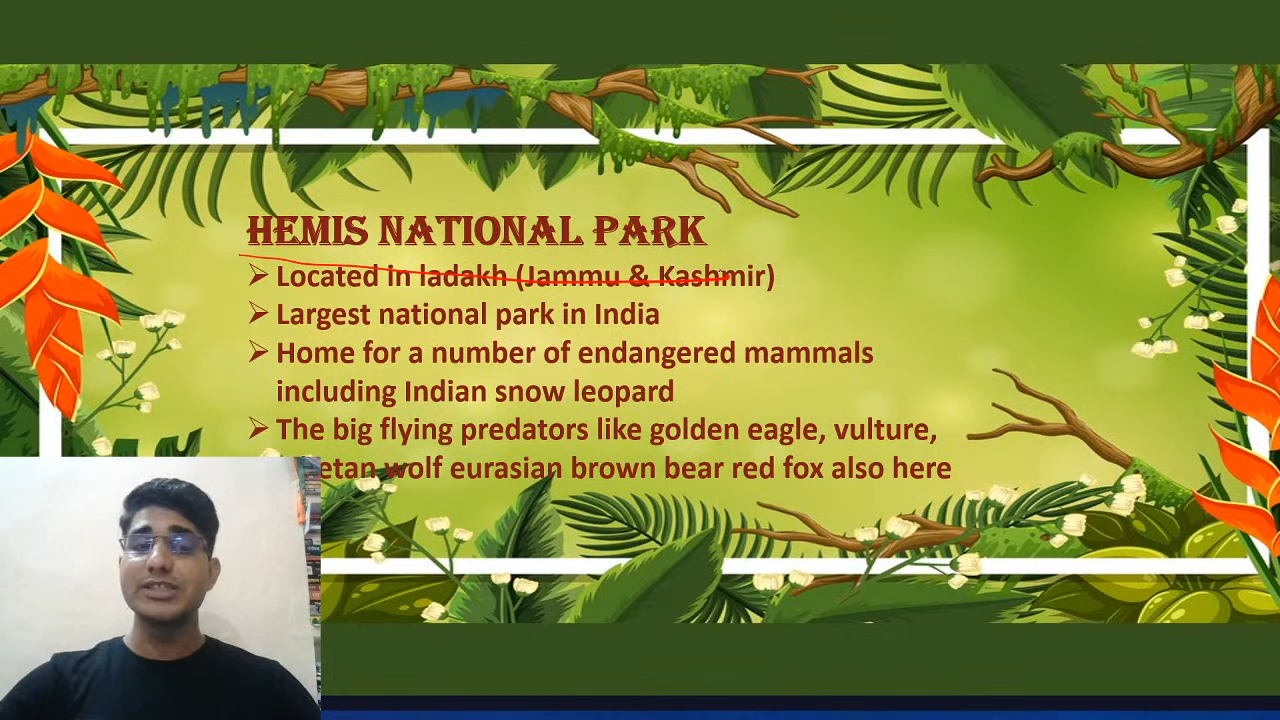 HEMIS NATIONAL PARK
➢ Located in ladakh (Jammu & Kashmir)
➢ Largest national park in India
➢ Home for a number of endangered mammals
including Indian snow leopard
➢ The big flying predators like golden eagle, vulture,
wolf eurasian brown bear red fox also here